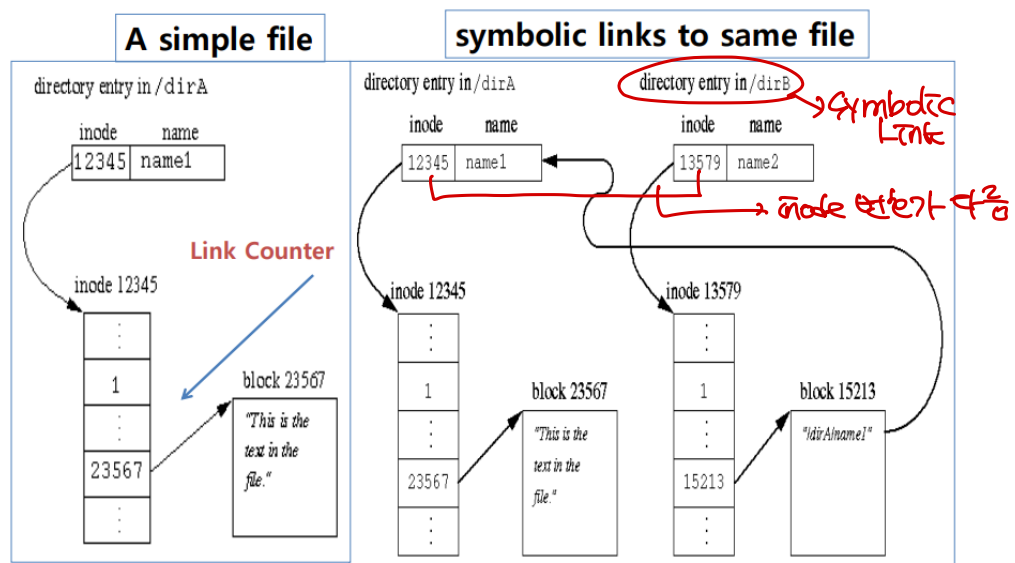 A simple file
symbolic links to same file
directory entry in /dirA
inode name
12345 name1
Link Counter
inode 12345
1
23567
block 23567
"This is the
text in the
file."
directory entry in /dirA
inode name
12345 name1
inode 12345
1
23567
block 23567
"This is the
text in the
file."
directory entry in /dirB
Symbolic
Link
inode name
13579 name2
inode 번호가 다름
inode 13579
1
15213
block 15213
"/dirA/name1"